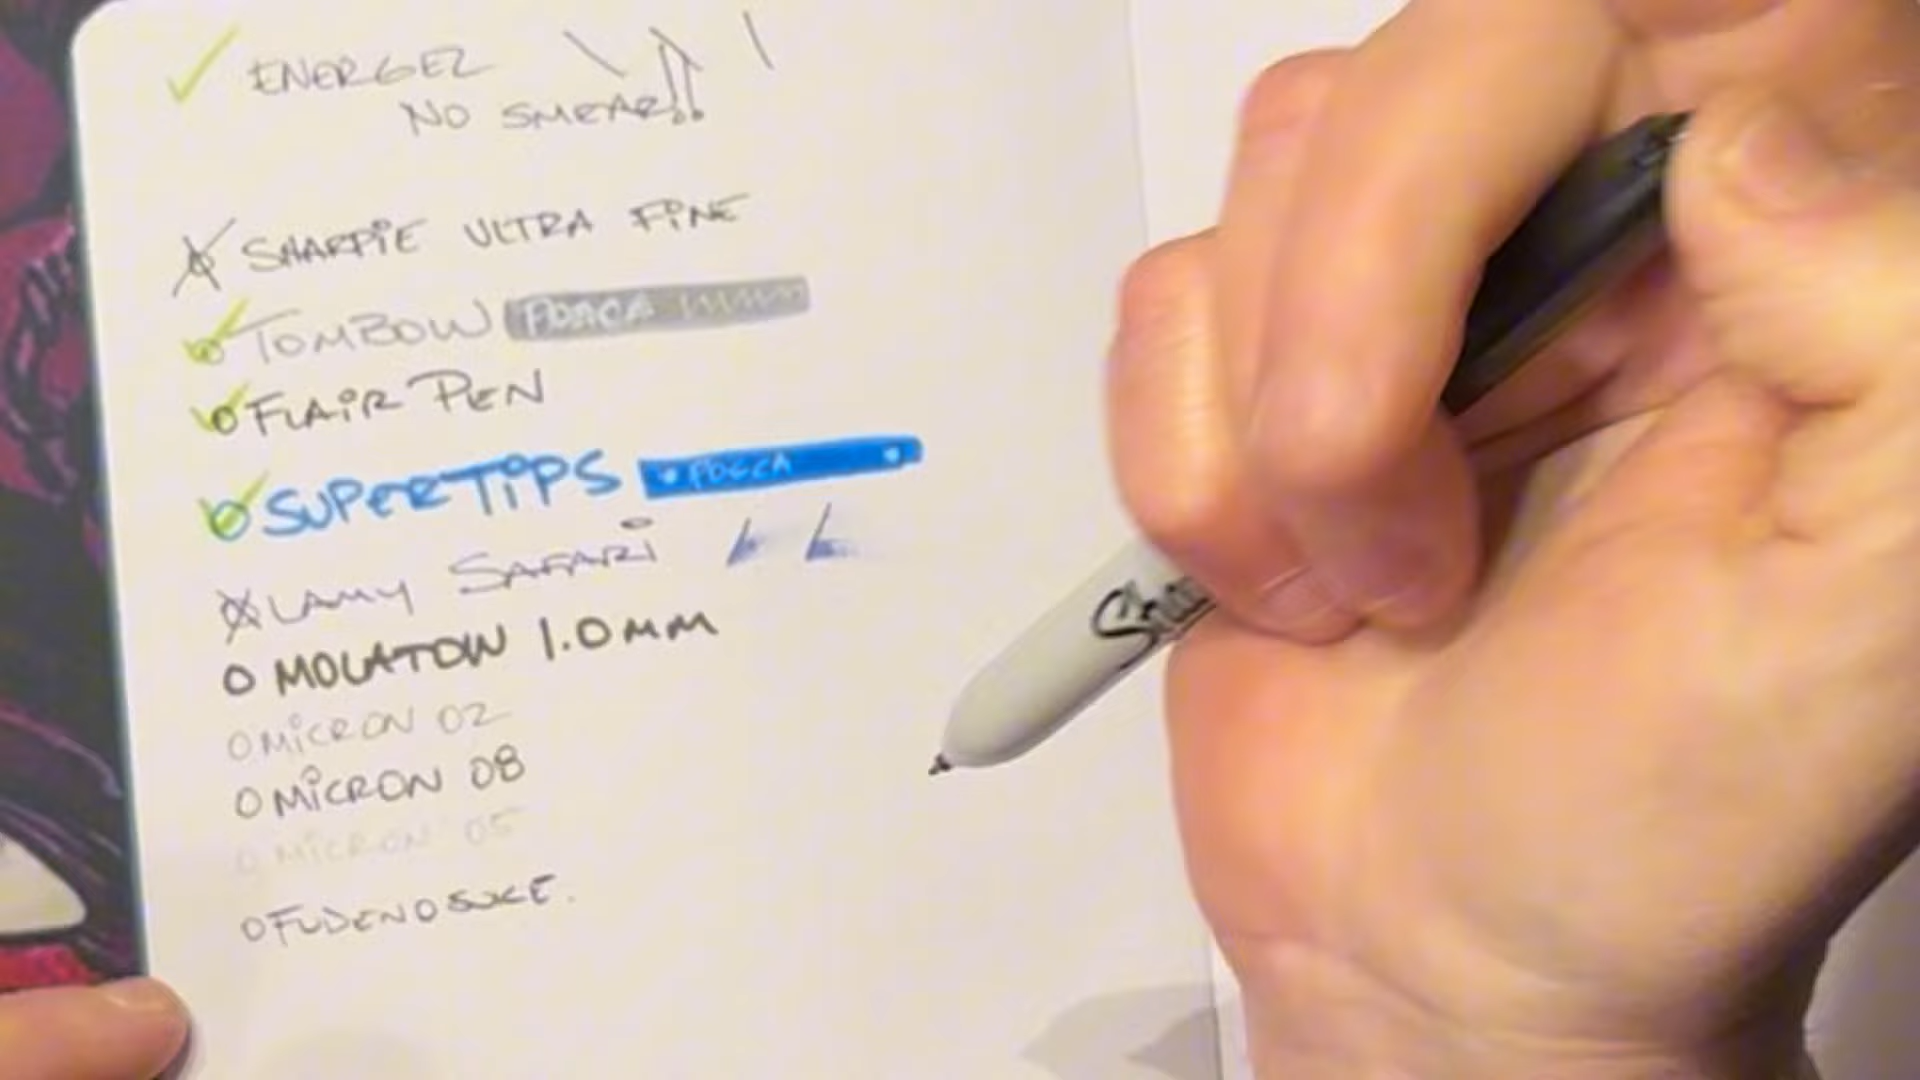 ENERGEL
NO SMEAR!!
SHARPIE ULTRA FINE
TOMBOW POSCA
O FLAIR PEN
O SUPERTIPS POSCA
LAMY SAFARI
O MOLATOW 1.0MM
O MICRON 02
O MICRON 08
O MICRON 05
O FUDENOSUKE.
Sha